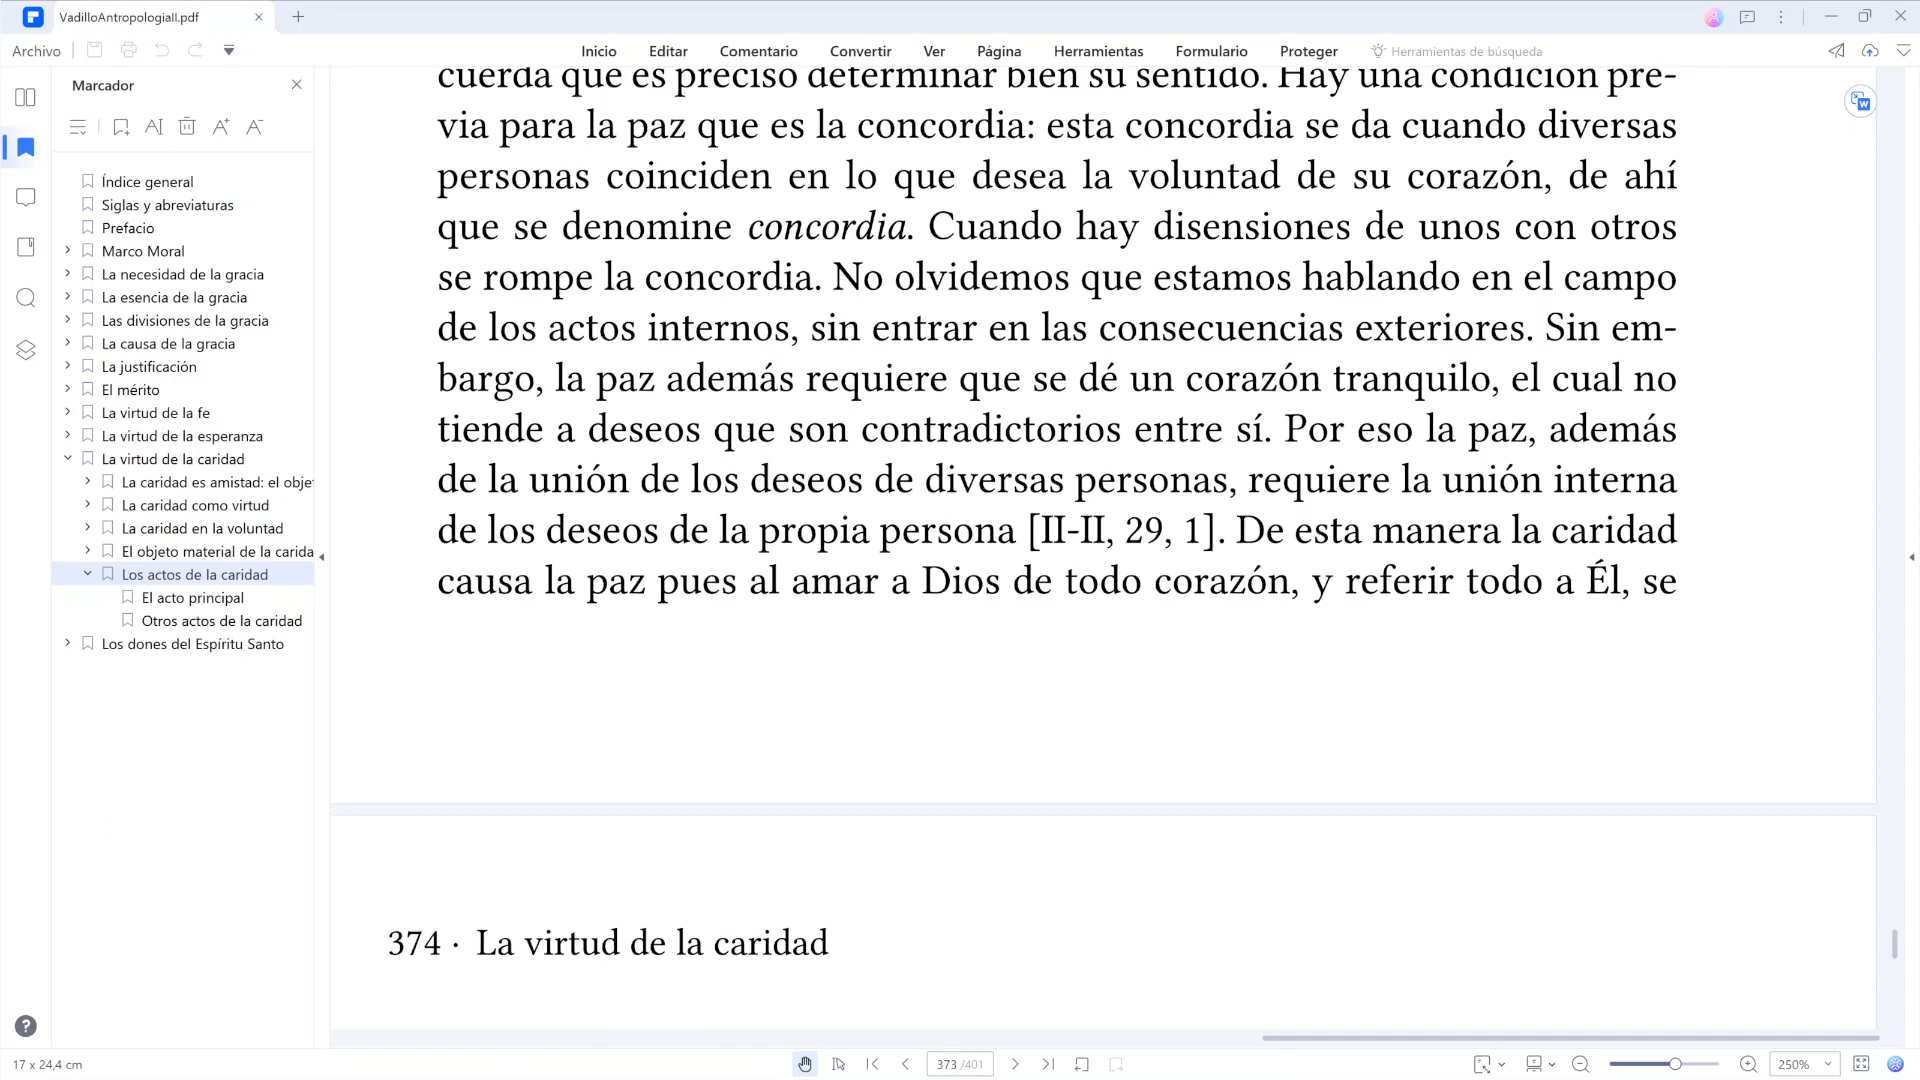 VadilloAntropologiaII.pdf
Archivo
Inicio
Editar
Comentario
Convertir
Ver
Página
Herramientas
Formulario
Proteger
Herramientas de búsqueda
Marcador
Índice general
Siglas y abreviaturas
Prefacio
Marco Moral
La necesidad de la gracia
La esencia de la gracia
Las divisiones de la gracia
La causa de la gracia
La justificación
El mérito
La virtud de la fe
La virtud de la esperanza
La virtud de la caridad
La caridad es amistad: el obje
La caridad como virtud
La caridad en la voluntad
El objeto material de la carida
Los actos de la caridad
El acto principal
Otros actos de la caridad
Los dones del Espíritu Santo
cuerda que es preciso determinar bien su sentido. Hay una condición pre-
via para la paz que es la concordia: esta concordia se da cuando diversas
personas coinciden en lo que desea la voluntad de su corazón, de ahí
que se denomine concordia. Cuando hay disensiones de unos con otros
se rompe la concordia. No olvidemos que estamos hablando en el campo
de los actos internos, sin entrar en las consecuencias exteriores. Sin em-
bargo, la paz además requiere que se dé un corazón tranquilo, el cual no
tiende a deseos que son contradictorios entre sí. Por eso la paz, además
de la unión de los deseos de diversas personas, requiere la unión interna
de los deseos de la propia persona [II-II, 29, 1]. De esta manera la caridad
causa la paz pues al amar a Dios de todo corazón, y referir todo a Él, se
374 · La virtud de la caridad
17 x 24,4 cm
373 /401
250%